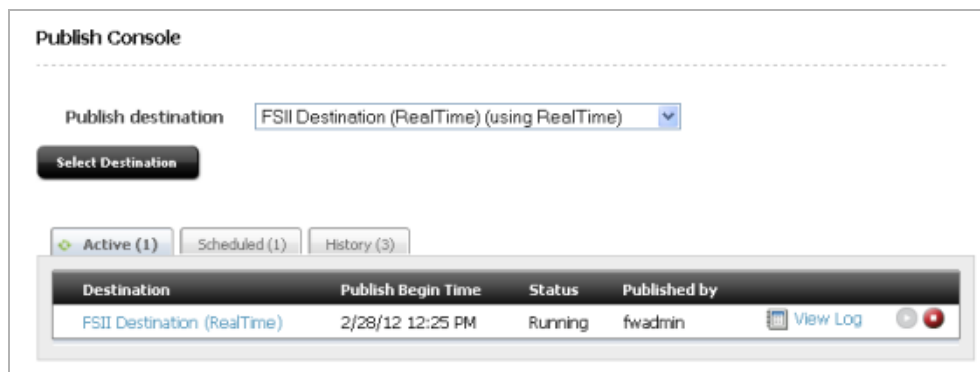 Publish Console
Publish destination FSII Destination (RealTime) (using RealTime)
Select Destination
Active (1) Scheduled (1) History (3)
Destination Publish Begin Time Status Published by
FSII Destination (RealTime) 2/28/12 12:25 PM Running fwadmin View Log